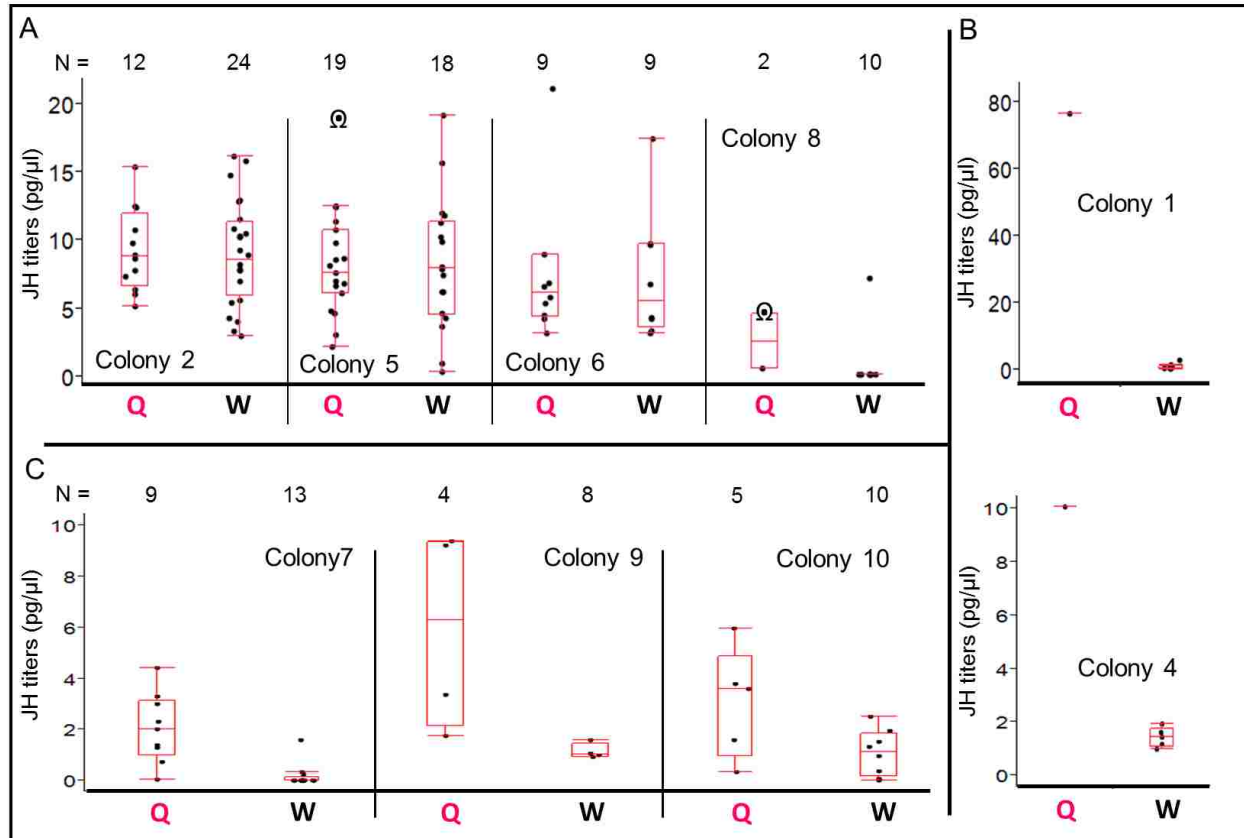 A
N = 12 24 19 18 9 9 2 10
JH titers (pg/µl)
20
15
10
5
0
Colony 2
Colony 5
Colony 6
Colony 8
Ω
Ω
Q W Q W Q W Q W
B
JH titers (pg/µl)
80
60
40
20
0
Colony 1
Q W
JH titers (pg/µl)
10
8
6
4
2
0
Colony 4
Q W
C
N = 9 13 4 8 5 10
JH titers (pg/µl)
10
8
6
4
2
0
Colony7
Colony 9
Colony 10
Q W Q W Q W